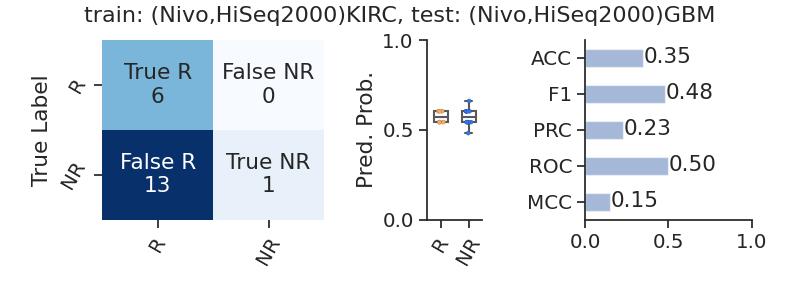 train: (Nivo,HiSeq2000)KIRC, test: (Nivo,HiSeq2000)GBM
True Label
R
NR
True R
6
False NR
0
False R
13
True NR
1
R
NR
Pred. Prob.
1.0
0.5
0.0
R
NR
ACC
0.35
F1
0.48
PRC
0.23
ROC
0.50
MCC
0.15
0.0
0.5
1.0